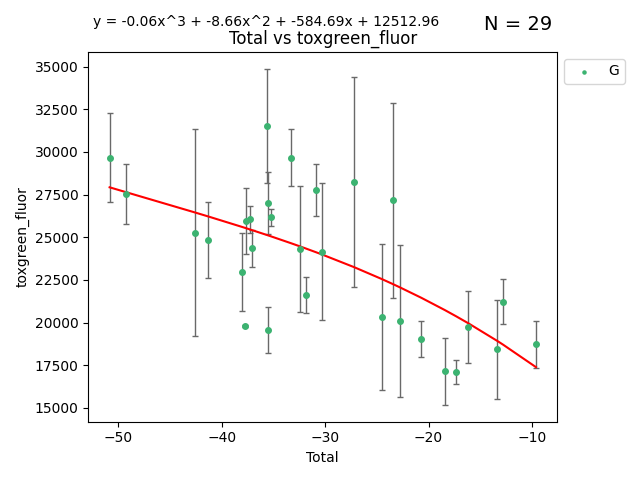 y = -0.06x^3 + -8.66x^2 + -584.69x + 12512.96
N = 29
Total vs toxgreen_fluor
G
35000
32500
30000
27500
25000
22500
20000
17500
15000
toxgreen_fluor
−50
−40
−30
−20
−10
Total